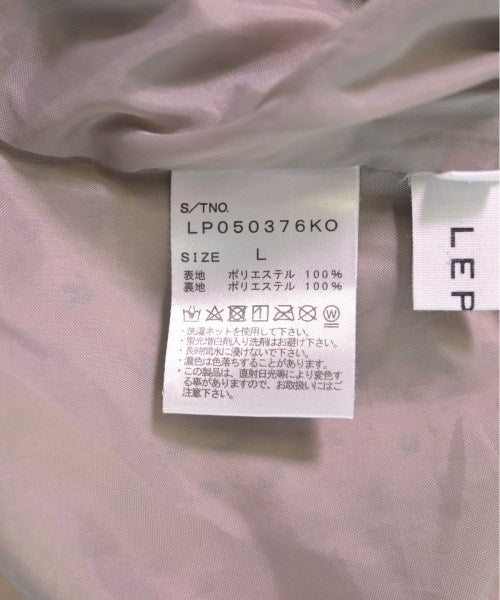 S/TNO.
LP050376KO
SIZE L
表地 ポリエステル 100%
裏地 ポリエステル 100%
・洗濯ネットを使用して下さい。
・蛍光増白剤入り洗剤はお避け下さい。
・長時間水に浸けないで下さい。
・濃色は色落ちすることがあります。
・この製品は、直射日光等により変色す
る事がありますので、お取扱いにはご
注意下さい。
LEP